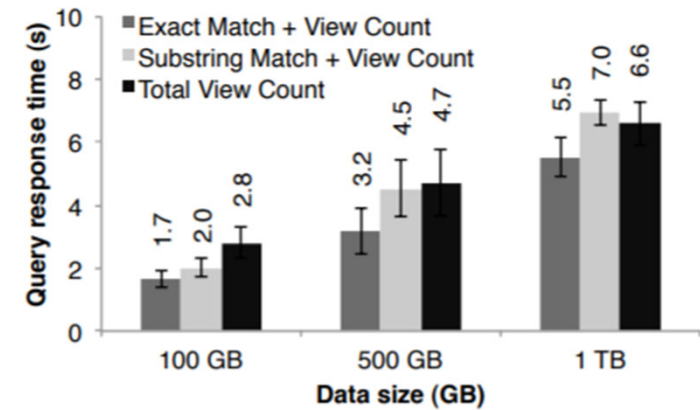 Query response time (s)
10
8
6
4
2
0
Exact Match + View Count
Substring Match + View Count
Total View Count
1.7
2.0
2.8
3.2
4.5
4.7
5.5
7.0
6.6
100 GB
500 GB
1 TB
Data size (GB)